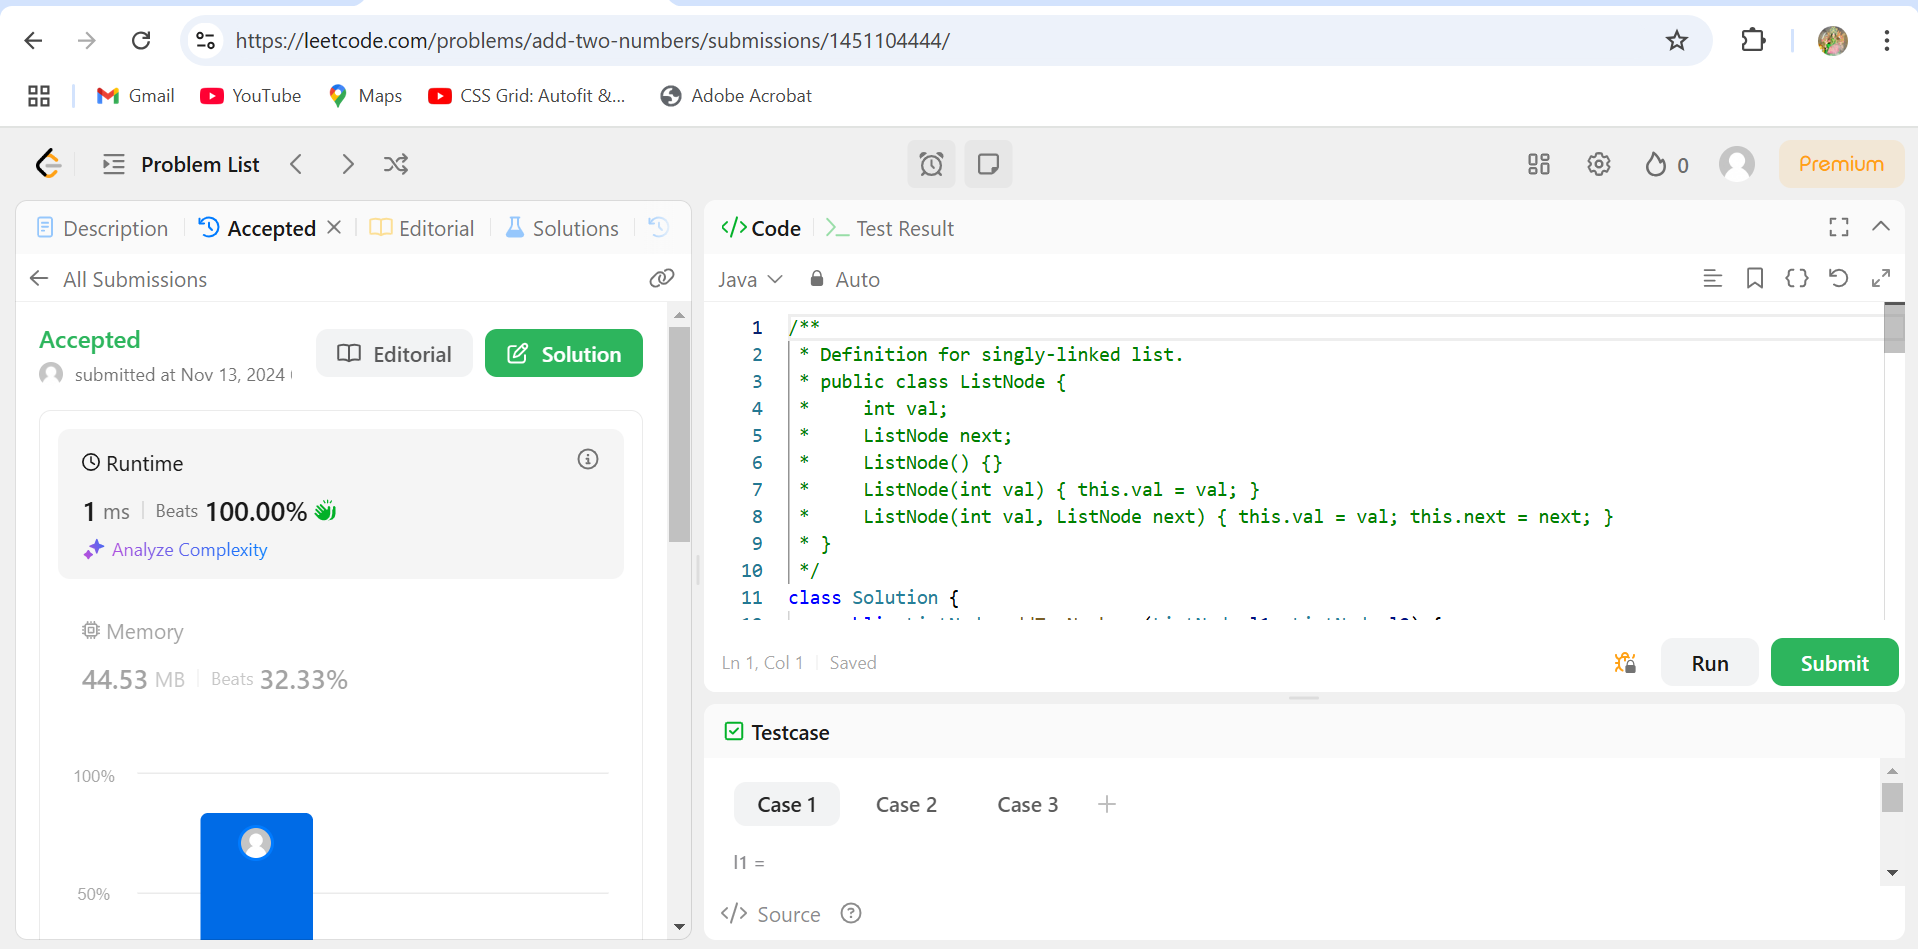 https://leetcode.com/problems/add-two-numbers/submissions/1451104444/
Gmail YouTube Maps CSS Grid: Autofit &... Adobe Acrobat
Problem List 0 Premium
Description Accepted Editorial Solutions
All Submissions
Accepted
submitted at Nov 13, 2024
Editorial Solution
Runtime
1 ms Beats 100.00%
Analyze Complexity
Memory
44.53 MB Beats 32.33%
100%
50%
</> Code >_ Test Result
Java Auto
1 /**
2 * Definition for singly-linked list.
3 * public class ListNode {
4 *     int val;
5 *     ListNode next;
6 *     ListNode() {}
7 *     ListNode(int val) { this.val = val; }
8 *     ListNode(int val, ListNode next) { this.val = val; this.next = next; }
9 * }
10 */
11 class Solution {
Ln 1, Col 1 Saved
Run Submit
Testcase
Case 1 Case 2 Case 3 +
l1 =
</> Source